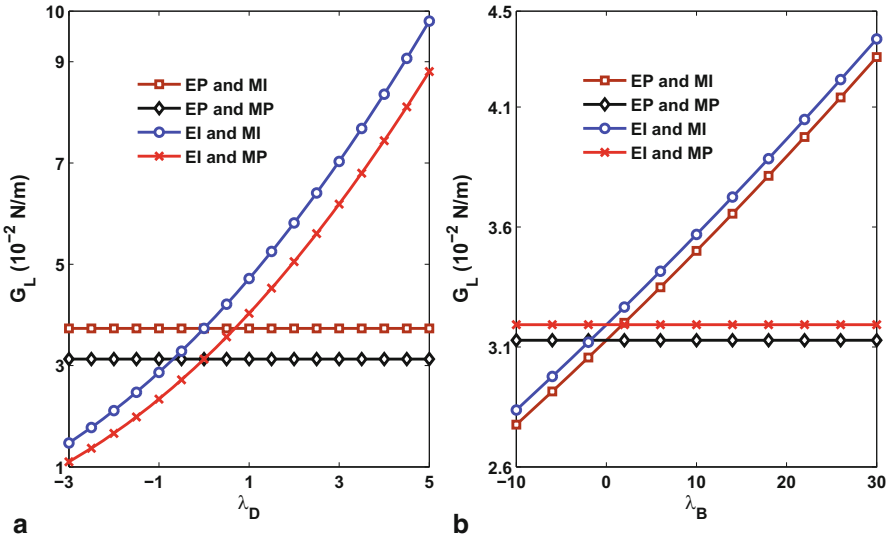 10
9
7
5
3
1
G_L (10^-2 N/m)
EP and MI
EP and MP
EI and MI
EI and MP
−3
−1
1
3
5
λ_D
a
4.5
4.1
3.6
3.1
2.6
G_L (10^-2 N/m)
EP and MI
EP and MP
EI and MI
EI and MP
−10
0
10
20
30
λ_B
b